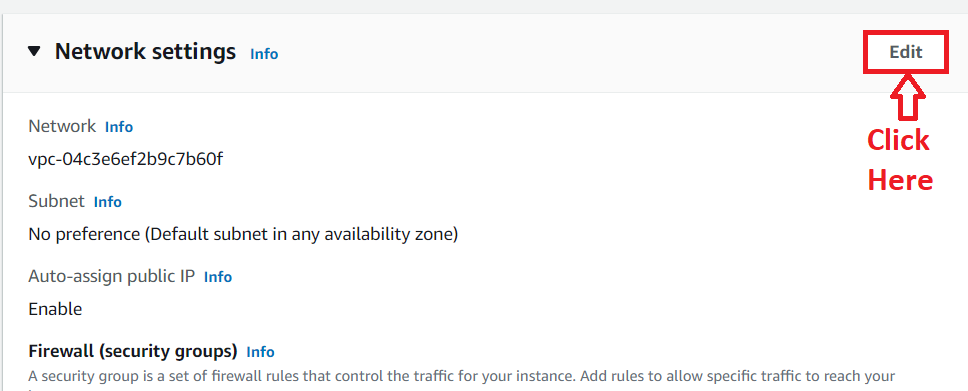 Network settings Info
Edit
Click
Here
Network Info
vpc-04c3e6ef2b9c7b60f
Subnet Info
No preference (Default subnet in any availability zone)
Auto-assign public IP Info
Enable
Firewall (security groups) Info
A security group is a set of firewall rules that control the traffic for your instance. Add rules to allow specific traffic to reach your